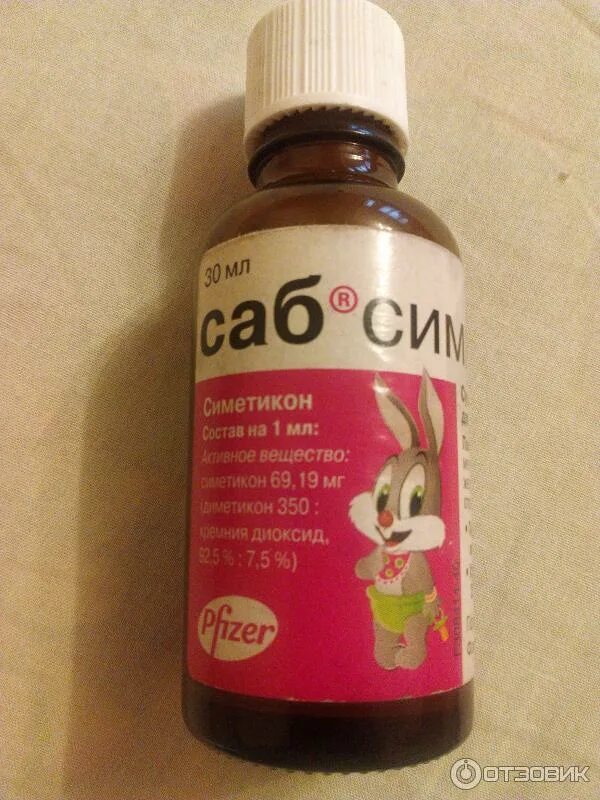 30 мл
саб® сим
Симетикон
Состав на 1 мл:
Активное вещество:
симетикон 69,19 мг
(диметикон 350 :
кремния диоксид,
92,5 % : 7,5 %)
Pfizer
ОТЗОВИК